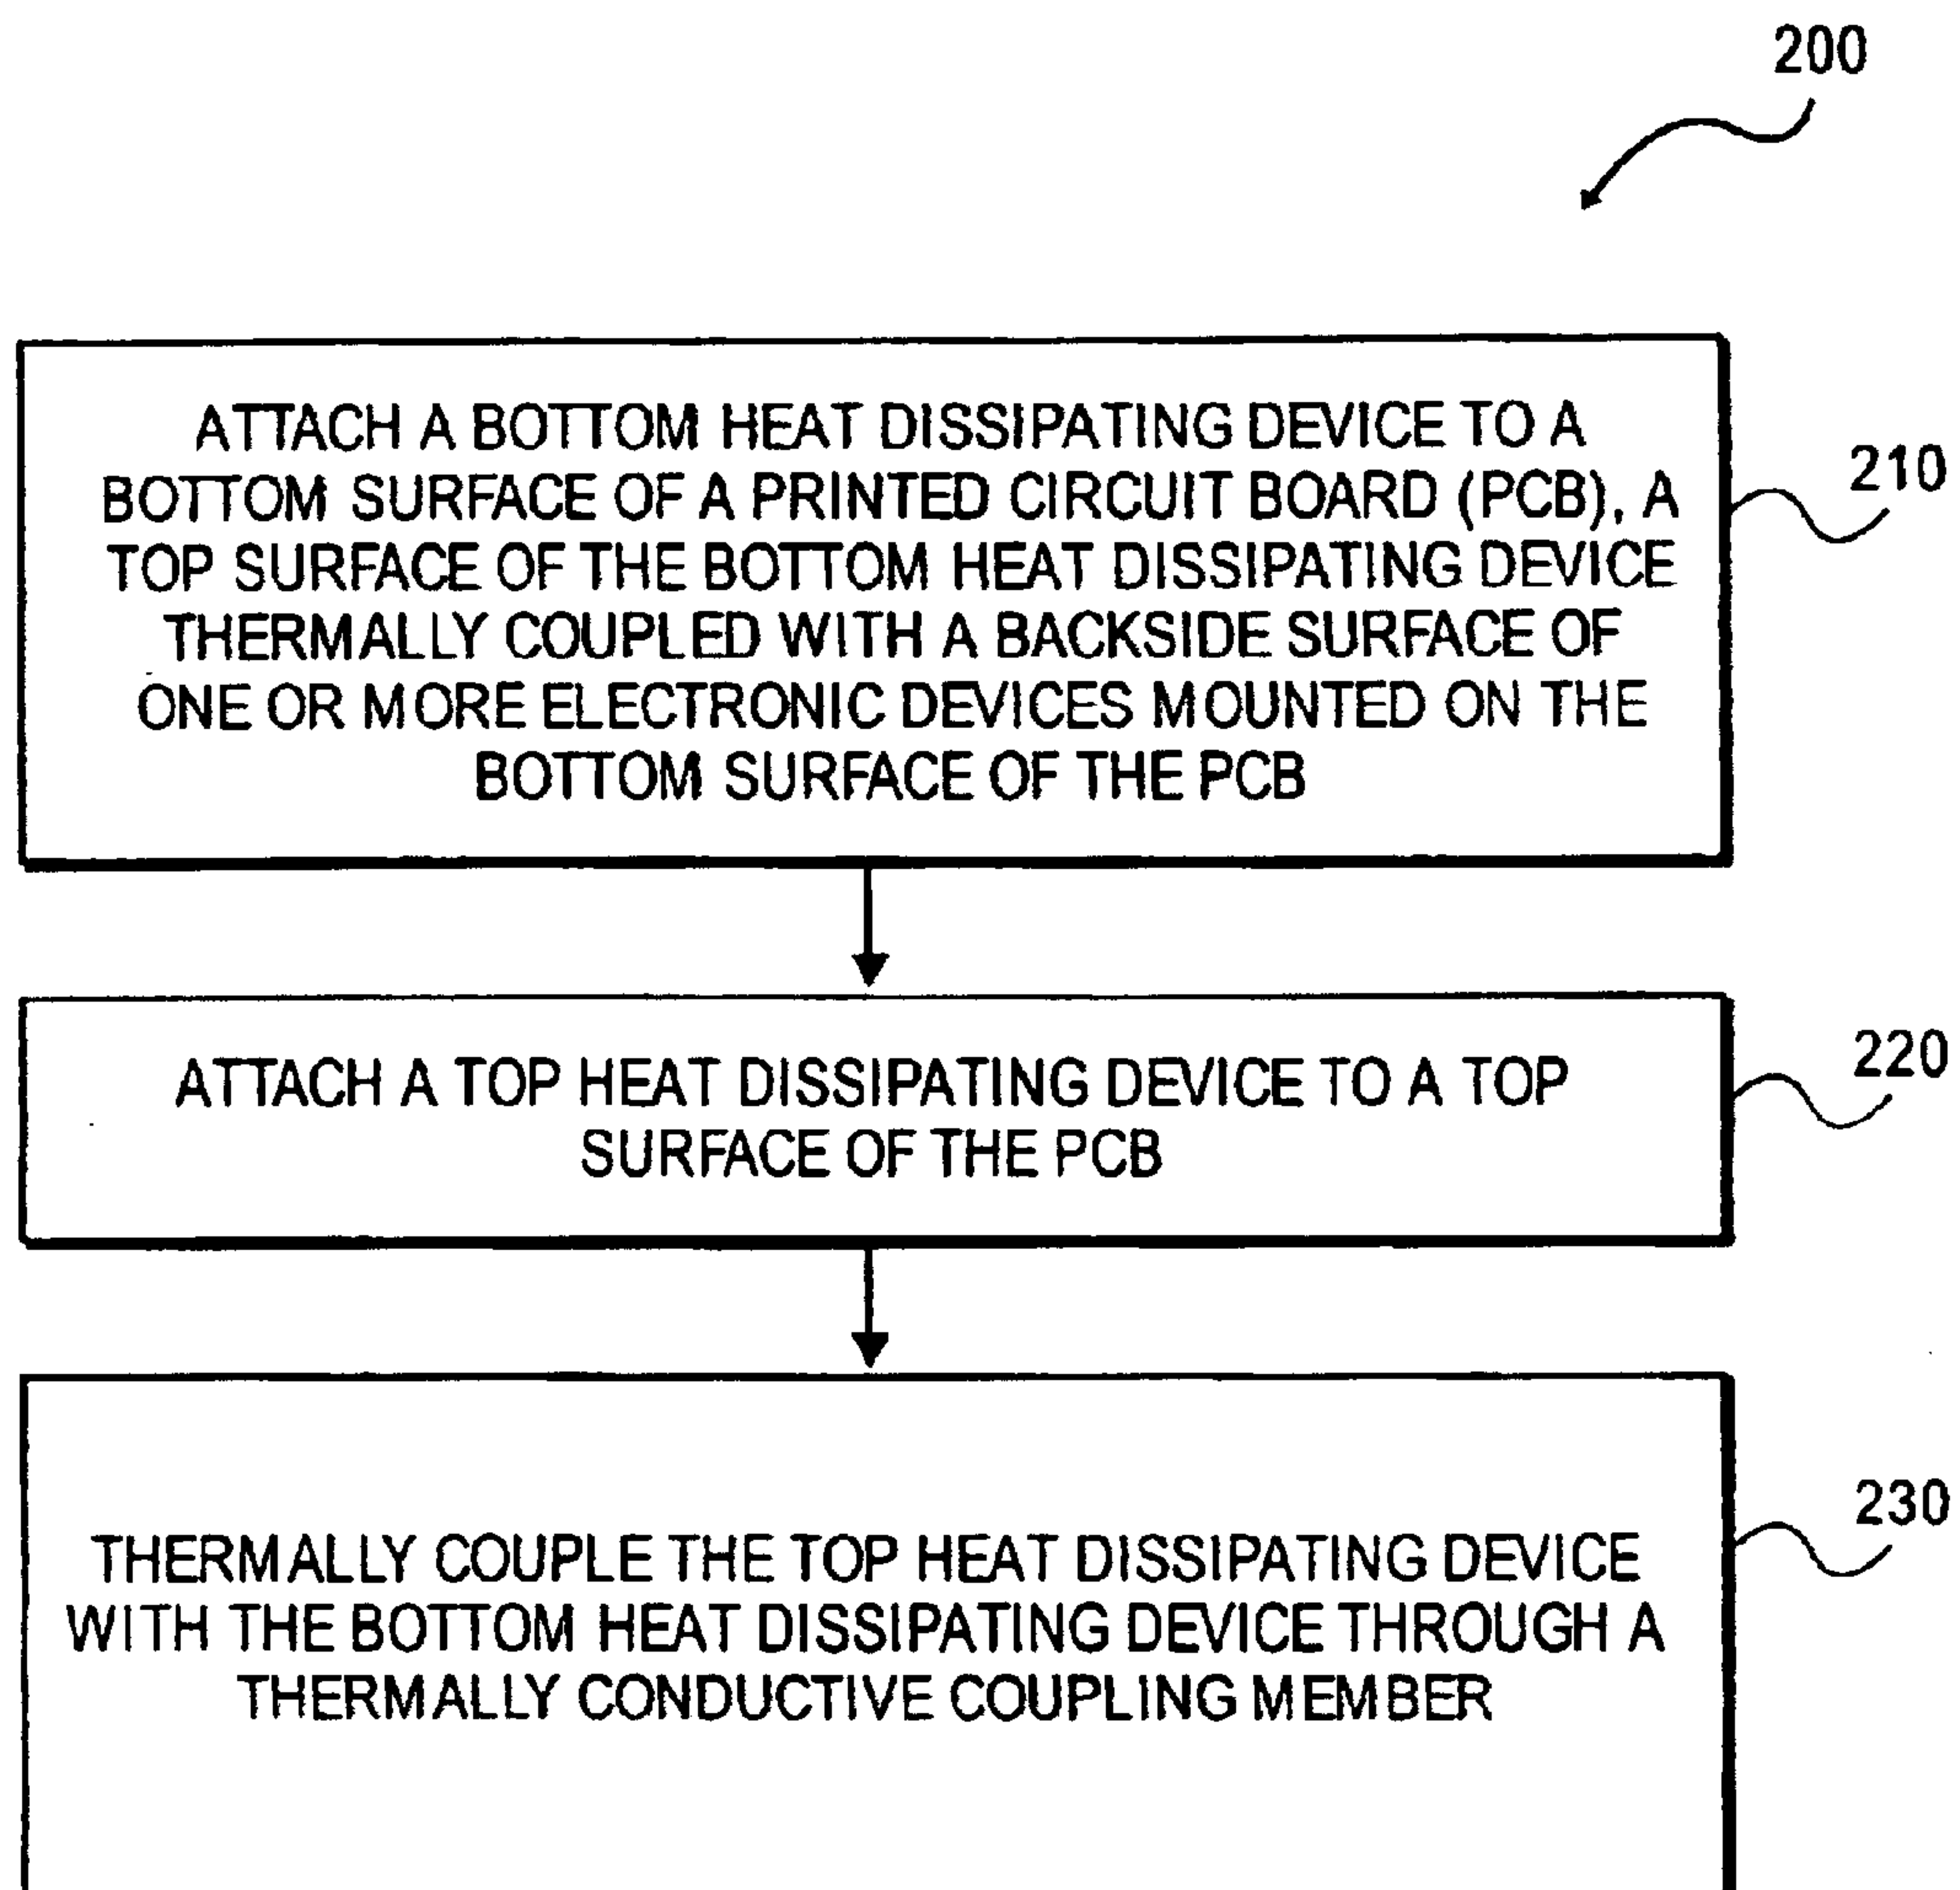 200
ATTACH A BOTTOM HEAT DISSIPATING DEVICE TO A
BOTTOM SURFACE OF A PRINTED CIRCUIT BOARD (PCB), A
TOP SURFACE OF THE BOTTOM HEAT DISSIPATING DEVICE
THERMALLY COUPLED WITH A BACKSIDE SURFACE OF
ONE OR MORE ELECTRONIC DEVICES MOUNTED ON THE
BOTTOM SURFACE OF THE PCB
210
ATTACH A TOP HEAT DISSIPATING DEVICE TO A TOP
SURFACE OF THE PCB
220
THERMALLY COUPLE THE TOP HEAT DISSIPATING DEVICE
WITH THE BOTTOM HEAT DISSIPATING DEVICE THROUGH A
THERMALLY CONDUCTIVE COUPLING MEMBER
230